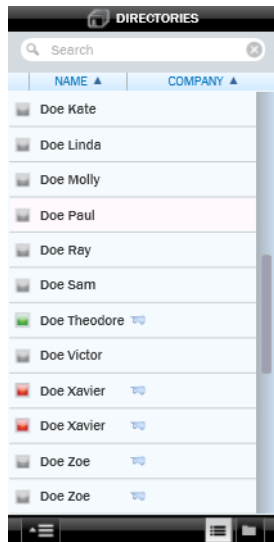 DIRECTORIES
Search
NAME ▲ COMPANY ▲
Doe Kate
Doe Linda
Doe Molly
Doe Paul
Doe Ray
Doe Sam
Doe Theodore
Doe Victor
Doe Xavier
Doe Xavier
Doe Zoe
Doe Zoe